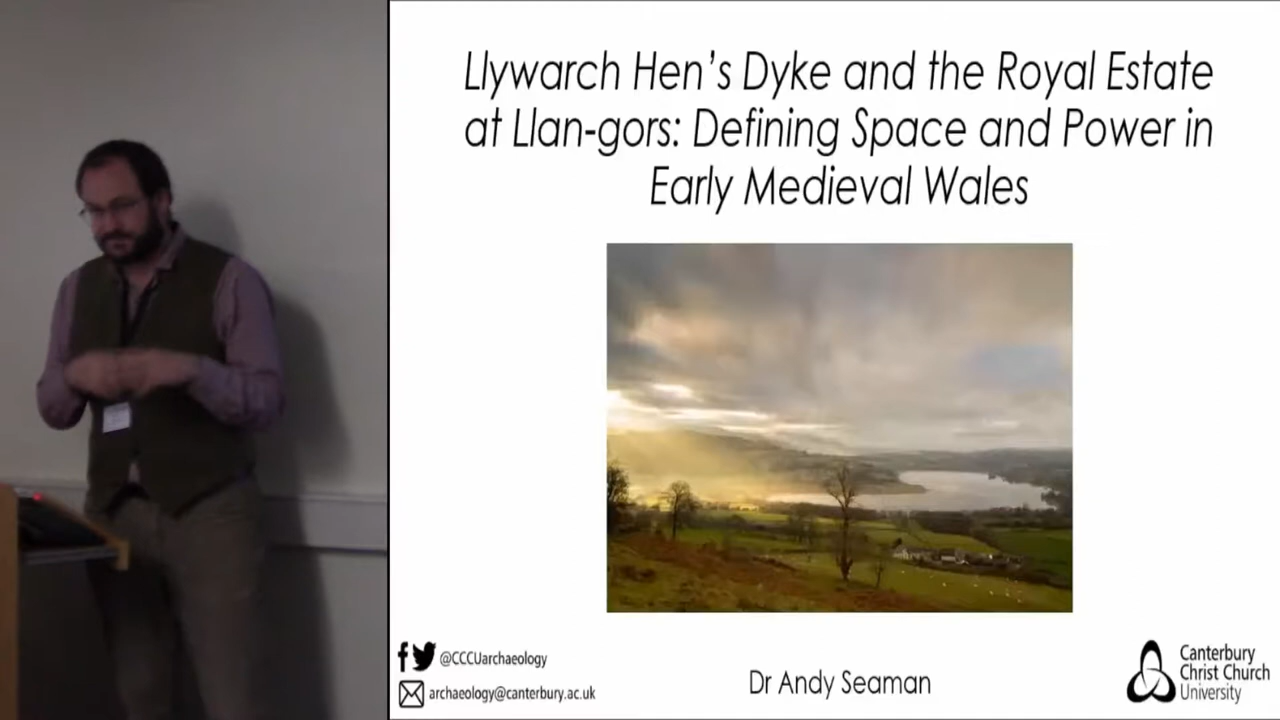 Llywarch Hen's Dyke and the Royal Estate
at Llan-gors: Defining Space and Power in
Early Medieval Wales
@CCCUarchaeology
archaeology@canterbury.ac.uk
Dr Andy Seaman
Canterbury
Christ Church
University